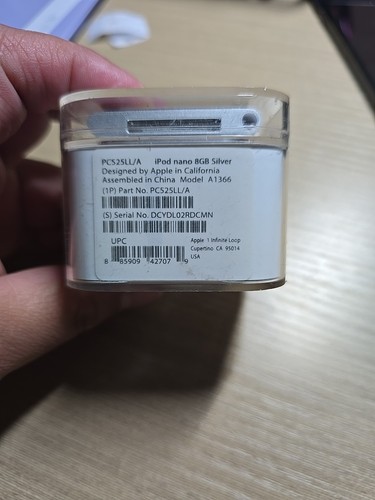 PC525LL/A iPod nano 8GB Silver
Designed by Apple in California
Assembled in China Model A1366
(1P) Part No. PC525LL/A
(S) Serial No. DCYDL02RDCMN
UPC
Apple 1 Infinite Loop
Cupertino, CA 95014
USA
8 85909 42707 9